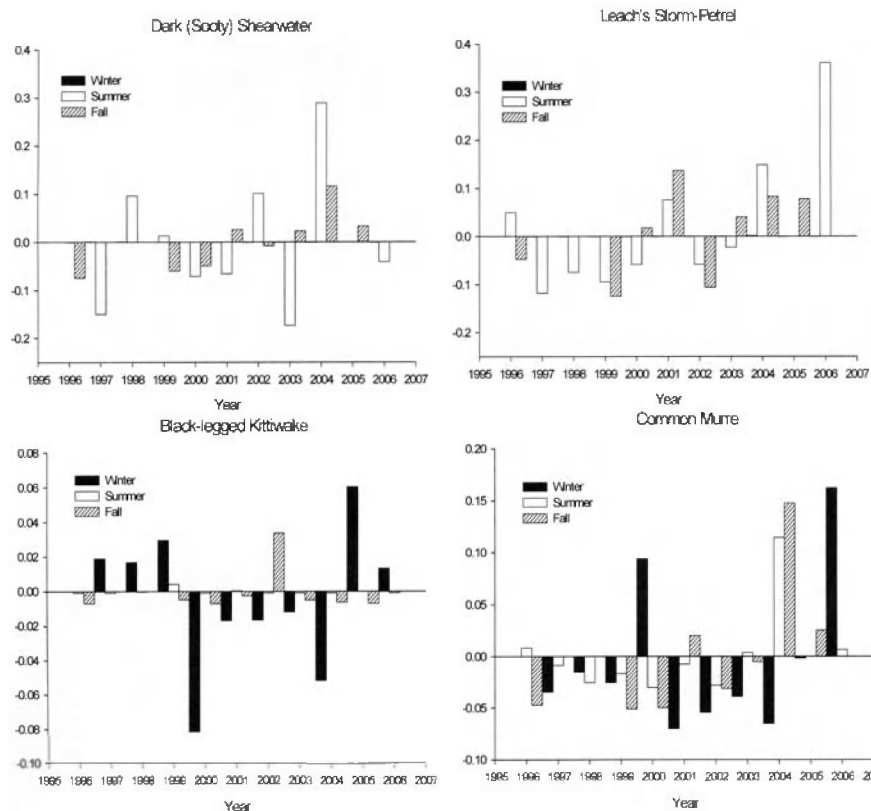 Dark (Sooty) Shearwater
0.4
0.3
0.2
0.1
0.0
-0.1
-0.2
Winter
Summer
Fall
1995 1996 1997 1998 1999 2000 2001 2002 2003 2004 2005 2006 2007
Year
Leach's Storm-Petrel
0.4
0.3
0.2
0.1
0.0
-0.1
-0.2
Winter
Summer
Fall
1995 1996 1997 1998 1999 2000 2001 2002 2003 2004 2005 2006 2007
Year
Black-legged Kittiwake
0.08
0.06
0.04
0.02
0.00
-0.02
-0.04
-0.06
-0.08
-0.10
Winter
Summer
Fall
1995 1996 1997 1998 1999 2000 2001 2002 2003 2004 2005 2006 2007
Year
Common Murre
0.20
0.15
0.10
0.05
0.00
-0.05
-0.10
Winter
Summer
Fall
1995 1996 1997 1998 1999 2000 2001 2002 2003 2004 2005 2006
Year